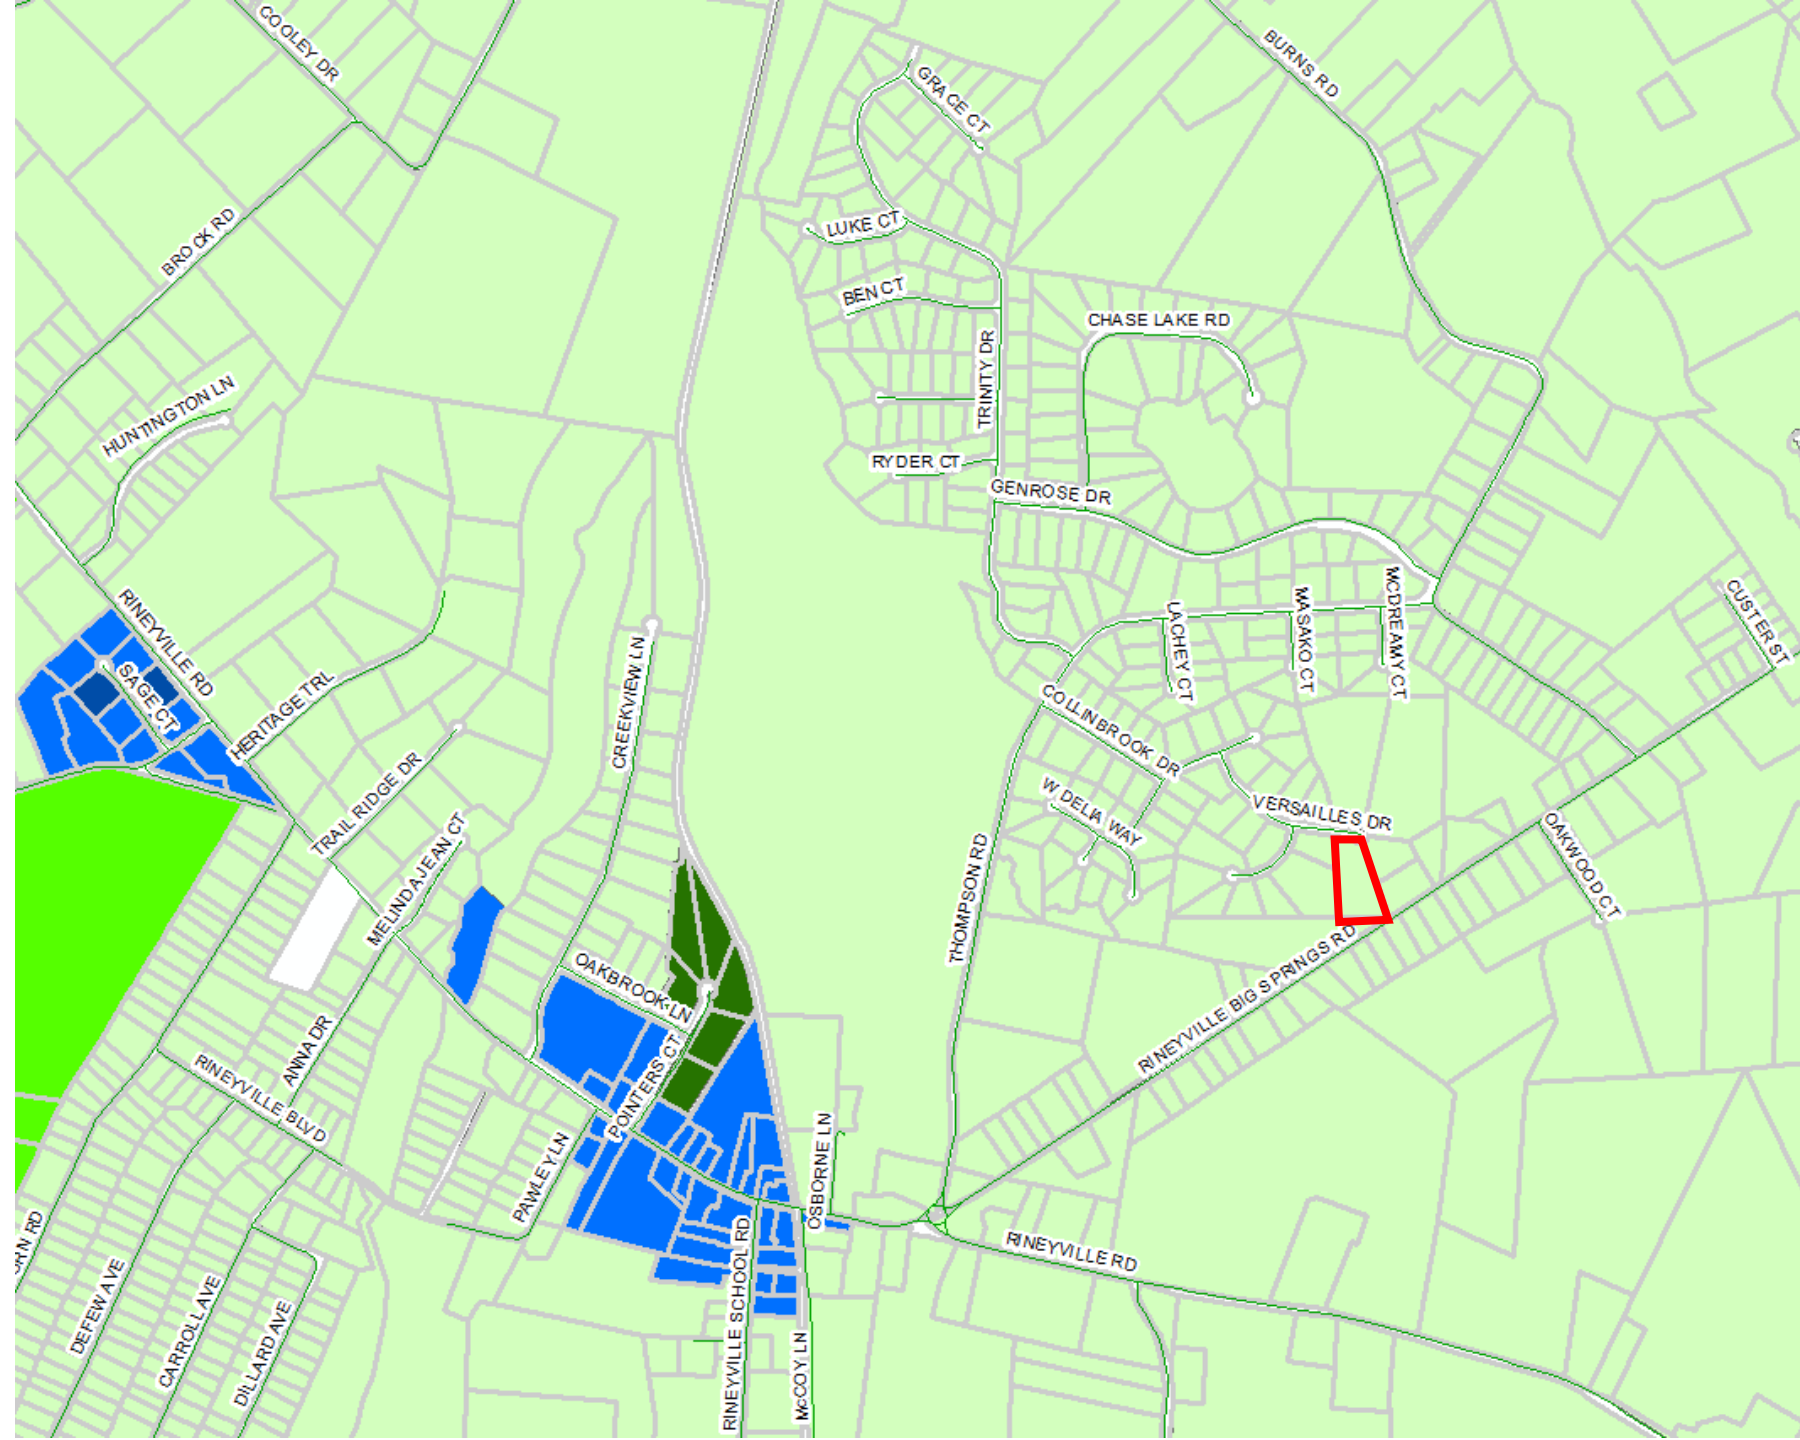 COOLEY DR
BURNS RD
GRACE CT
BROCK RD
LUKE CT
BEN CT
CHASE LAKE RD
TRINITY DR
HUNTINGTON LN
RYDER CT
GENROSE DR
RINEYVILLE RD
SAGE CT
HERITAGE TRL
CREEKVIEW LN
LACHEY CT
MASAKO CT
MCDREAMY CT
CUSTER ST
COLLINBROOK DR
TRAIL RIDGE DR
MELINDA JEAN CT
W DELIA WAY
VERSAILLES DR
OAKWOOD CT
THOMPSON RD
OAKBROOK LN
RINEYVILLE BIG SPRINGS RD
ANNA DR
RINEYVILLE BLVD
POINTERS CT
PAWLEY LN
OSBORNE LN
RINEYVILLE RD
ORN RD
DEFEW AVE
CARROLL AVE
DILLARD AVE
RINEYVILLE SCHOOL RD
McCOY LN